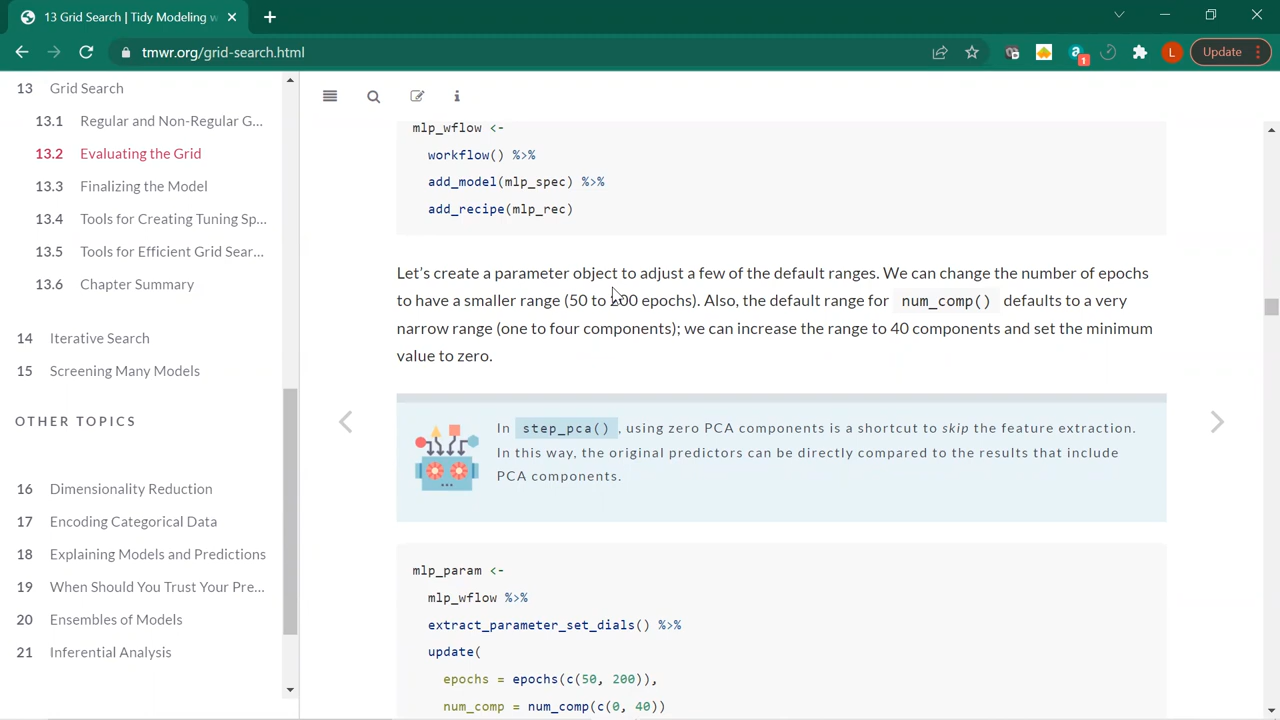 13 Grid Search | Tidy Modeling w
tmwr.org/grid-search.html
1
L
Update
13 Grid Search
13.1 Regular and Non-Regular G...
13.2 Evaluating the Grid
13.3 Finalizing the Model
13.4 Tools for Creating Tuning Sp...
13.5 Tools for Efficient Grid Sear...
13.6 Chapter Summary
14 Iterative Search
15 Screening Many Models
OTHER TOPICS
16 Dimensionality Reduction
17 Encoding Categorical Data
18 Explaining Models and Predictions
19 When Should You Trust Your Pre...
20 Ensembles of Models
21 Inferential Analysis
mlp_wflow <-
workflow() %>%
add_model(mlp_spec) %>%
add_recipe(mlp_rec)
Let's create a parameter object to adjust a few of the default ranges. We can change the number of epochs
to have a smaller range (50 to 200 epochs). Also, the default range for num_comp() defaults to a very
narrow range (one to four components); we can increase the range to 40 components and set the minimum
value to zero.
In step_pca(), using zero PCA components is a shortcut to skip the feature extraction.
In this way, the original predictors can be directly compared to the results that include
PCA components.
mlp_param <-
mlp_wflow %>%
extract_parameter_set_dials() %>%
update(
epochs = epochs(c(50, 200)),
num_comp = num_comp(c(0, 40))